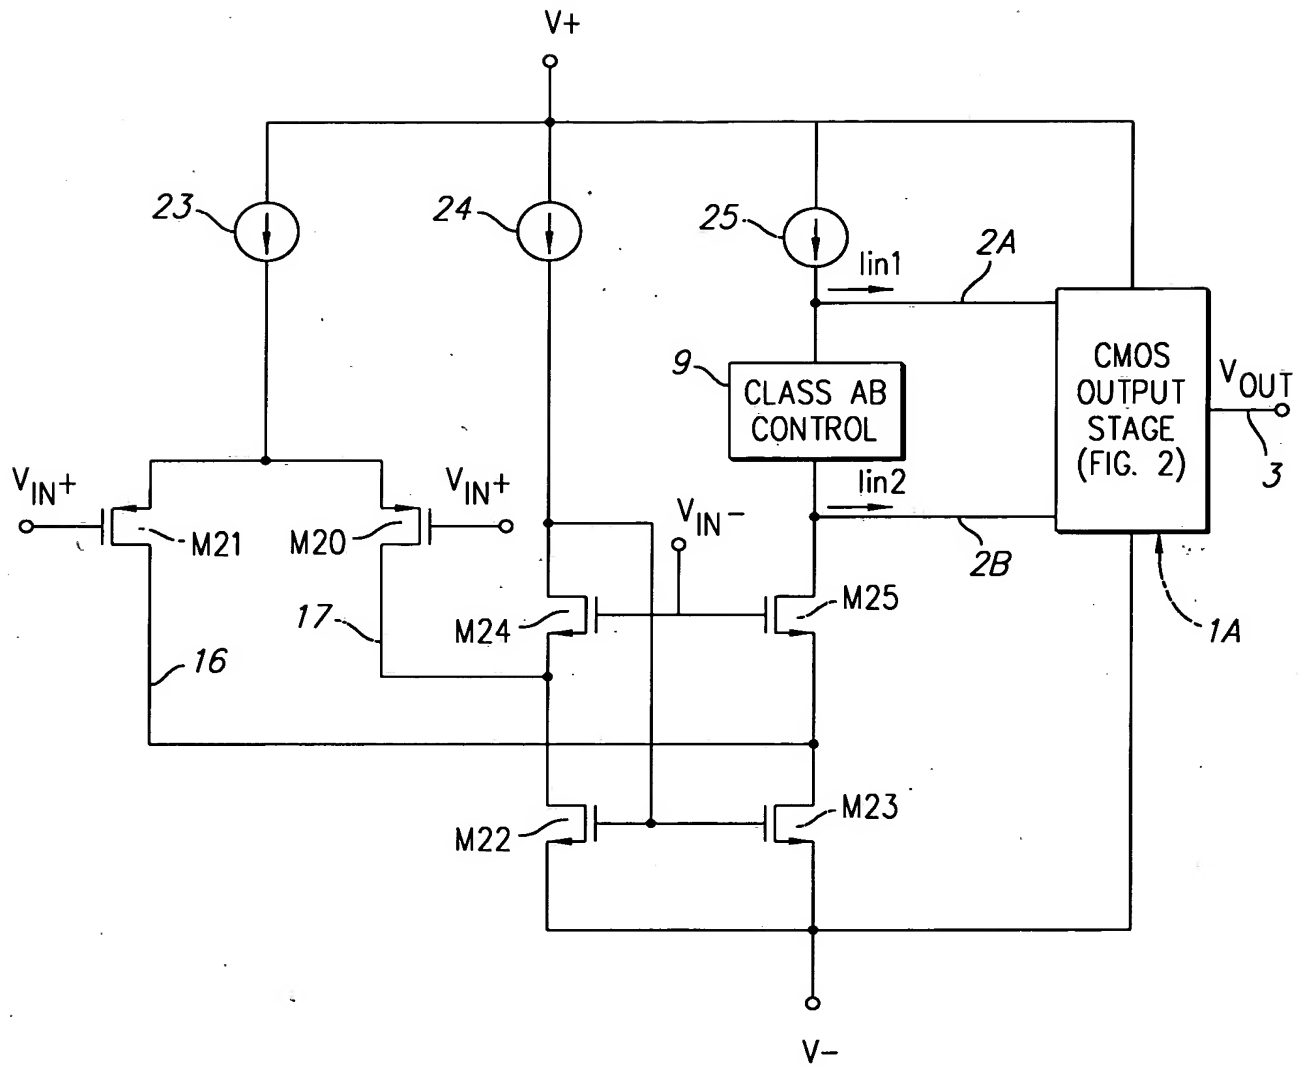 V+
23
24
25
Iin1
2A
9
CLASS AB
CONTROL
CMOS
OUTPUT
STAGE
(FIG. 2)
VOUT
3
VIN+
M21
M20
VIN+
VIN-
Iin2
2B
1A
17
16
M24
M25
M22
M23
V-